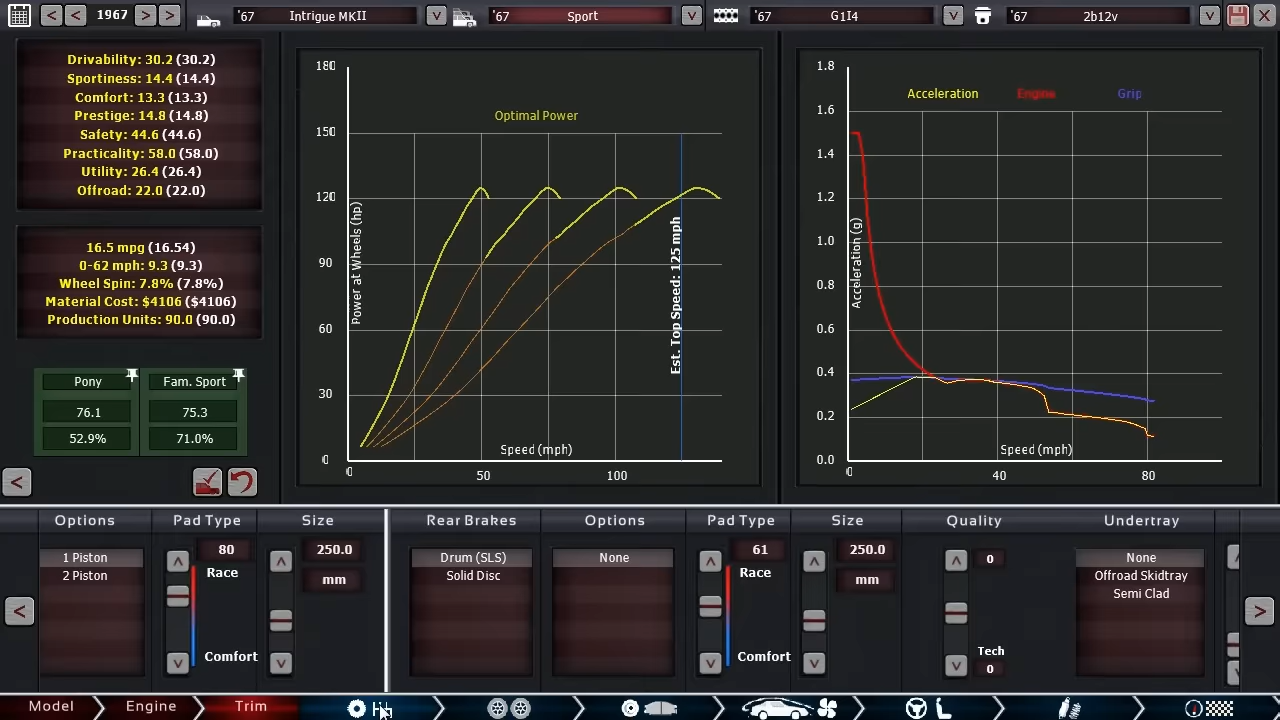 1967 '67 Intrigue MKII '67 Sport '67 G1I4 '67 2b12v
Drivability: 30.2 (30.2)
Sportiness: 14.4 (14.4)
Comfort: 13.3 (13.3)
Prestige: 14.8 (14.8)
Safety: 44.6 (44.6)
Practicality: 58.0 (58.0)
Utility: 26.4 (26.4)
Offroad: 22.0 (22.0)
16.5 mpg (16.54)
0-62 mph: 9.3 (9.3)
Wheel Spin: 7.8% (7.8%)
Material Cost: $4106 ($4106)
Production Units: 90.0 (90.0)
Pony Fam. Sport
76.1 75.3
52.9% 71.0%
Optimal Power
180
150
120
90
60
30
0
Power at Wheels (hp)
Est. Top Speed: 125 mph
Speed (mph)
0 50 100
Acceleration Engine Grip
1.8
1.6
1.4
1.2
1.0
0.8
0.6
0.4
0.2
0.0
Acceleration (g)
Speed (mph)
0 40 80
Options Pad Type Size Rear Brakes Options Pad Type Size Quality Undertray
1 Piston
2 Piston
80
Race
Comfort
250.0
mm
Drum (SLS)
Solid Disc
None
61
Race
Comfort
250.0
mm
0
Tech
0
None
Offroad Skidtray
Semi Clad
Model Engine Trim